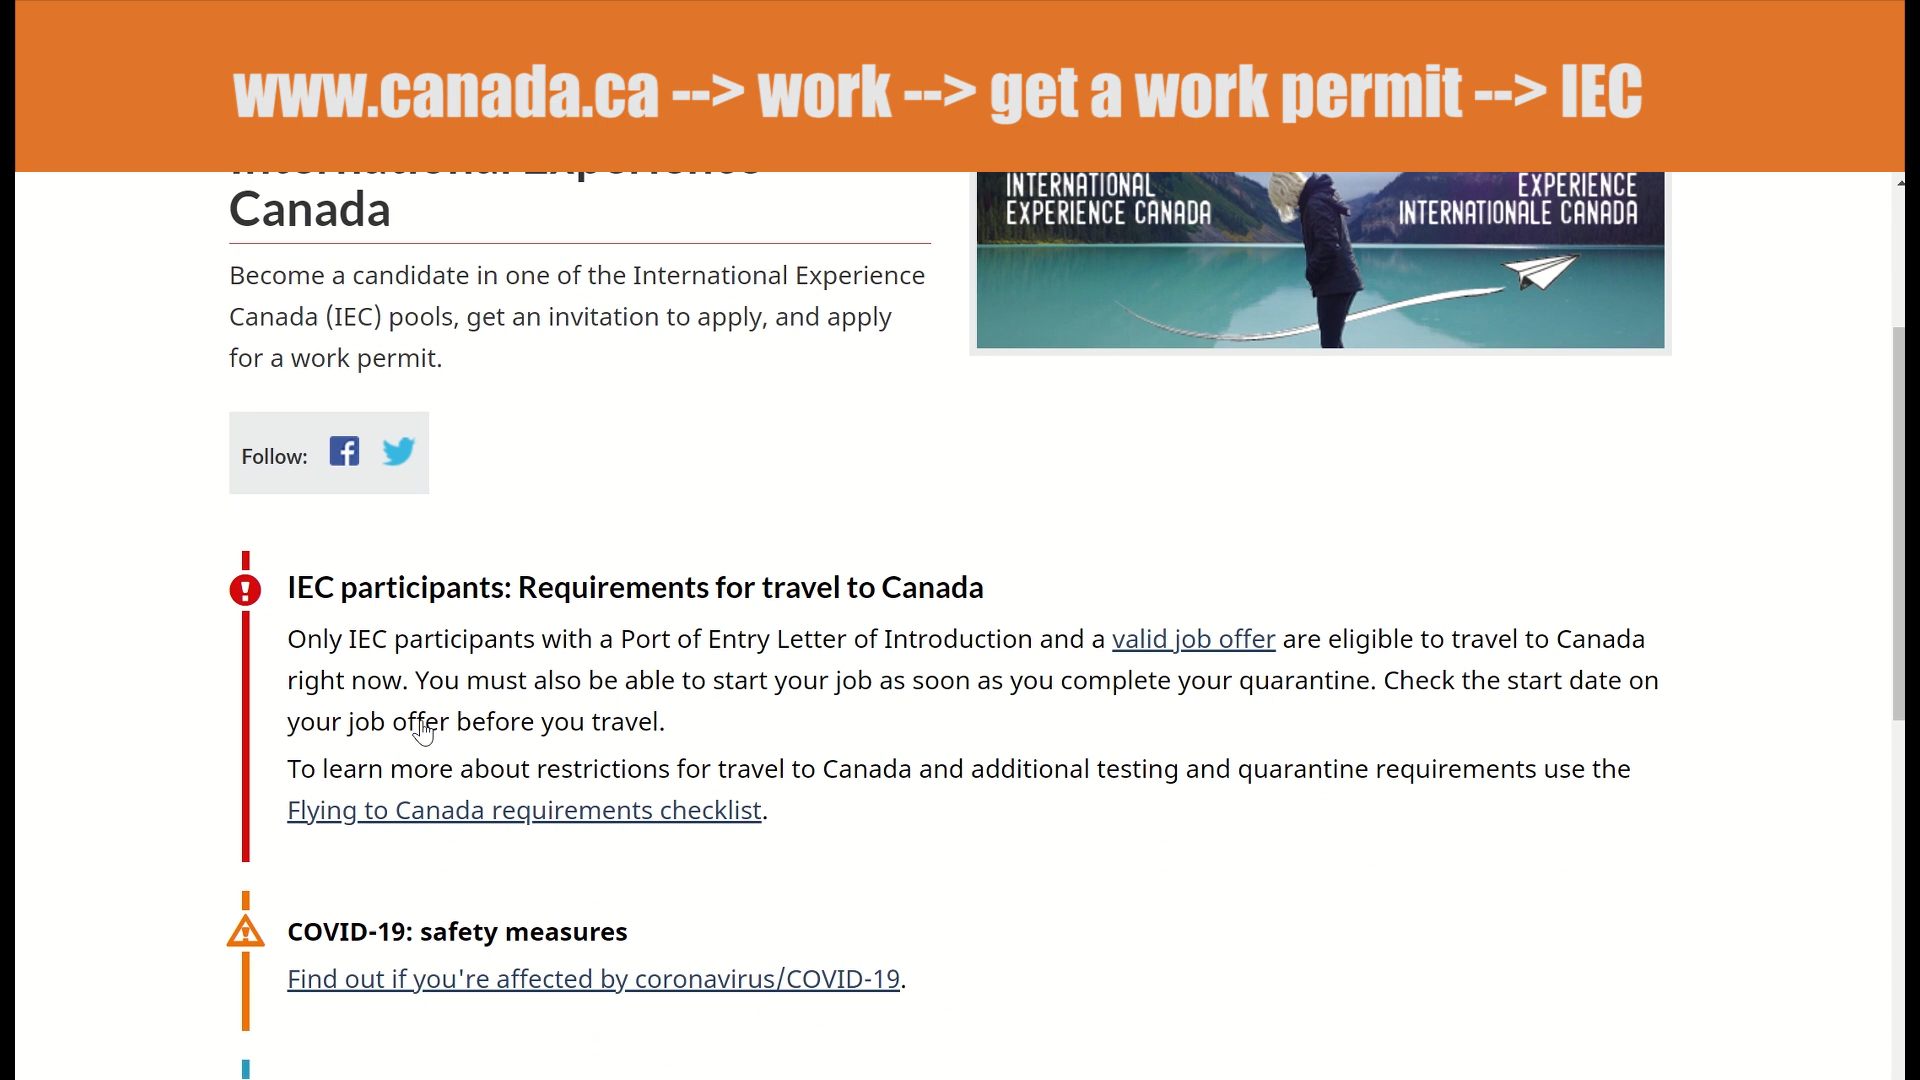 www.canada.ca --> work --> get a work permit --> IEC
International Experience
Canada
INTERNATIONAL
EXPERIENCE CANADA
EXPERIENCE
INTERNATIONALE CANADA
Become a candidate in one of the International Experience
Canada (IEC) pools, get an invitation to apply, and apply
for a work permit.
Follow:
IEC participants: Requirements for travel to Canada
Only IEC participants with a Port of Entry Letter of Introduction and a valid job offer are eligible to travel to Canada
right now. You must also be able to start your job as soon as you complete your quarantine. Check the start date on
your job offer before you travel.
To learn more about restrictions for travel to Canada and additional testing and quarantine requirements use the
Flying to Canada requirements checklist.
COVID-19: safety measures
Find out if you're affected by coronavirus/COVID-19.